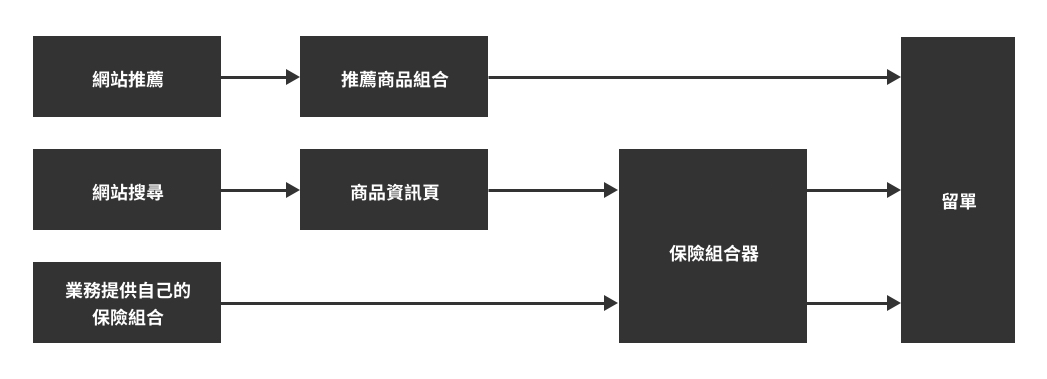 網站推薦
推薦商品組合
網站搜尋
商品資訊頁
留單
保險組合器
業務提供自己的
保險組合